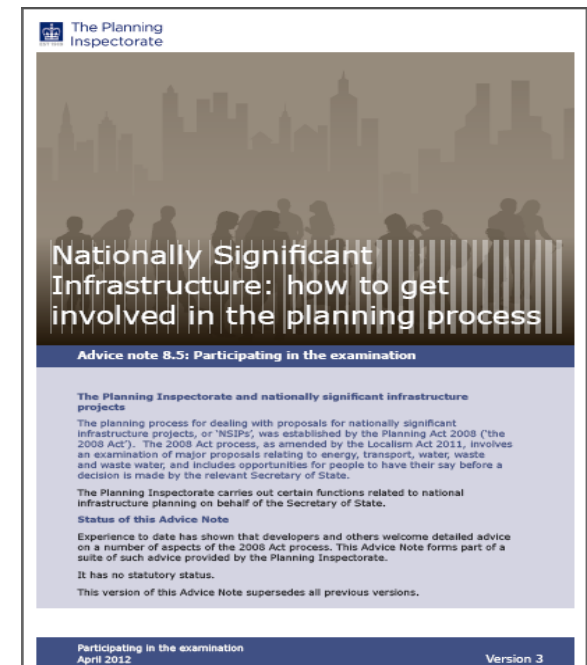 The Planning
Inspectorate
Nationally Significant
Infrastructure: how to get
involved in the planning process
Advice note 8.5: Participating in the examination
The Planning Inspectorate and nationally significant infrastructure
projects
The planning process for dealing with proposals for nationally significant
infrastructure projects, or 'NSIPs', was established by the Planning Act 2008 ('the
2008 Act'). The 2008 Act process, as amended by the Localism Act 2011, involves
an examination of major proposals relating to energy, transport, water, waste
and waste water, and includes opportunities for people to have their say before a
decision is made by the relevant Secretary of State.
The Planning Inspectorate carries out certain functions related to national
infrastructure planning on behalf of the Secretary of State.
Status of this Advice Note
Experience to date has shown that developers and others welcome detailed advice
on a number of aspects of the 2008 Act process. This Advice Note forms part of a
suite of such advice provided by the Planning Inspectorate.
It has no statutory status.
This version of this Advice Note supersedes all previous versions.
Participating in the examination
April 2012
Version 3